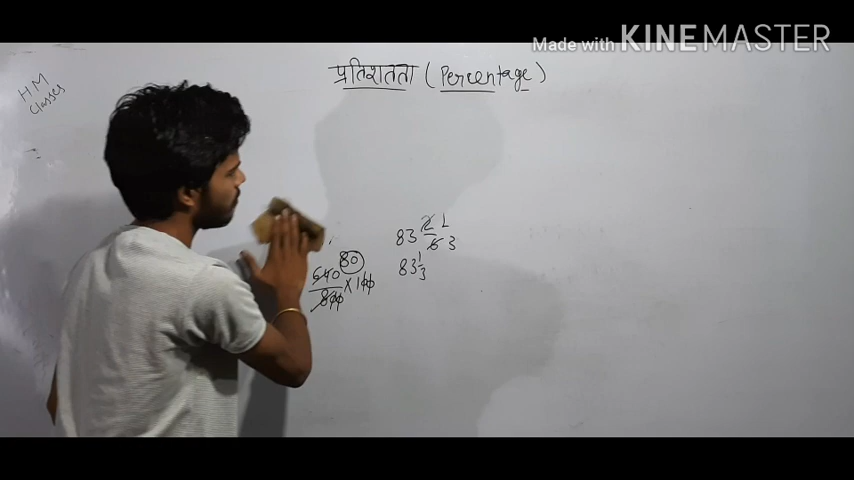 Made with KINEMASTER
HM
Classes
प्रतिशतता ( Percentage )
83 2/6 1/3
80
640/800 X 100
83 1/3